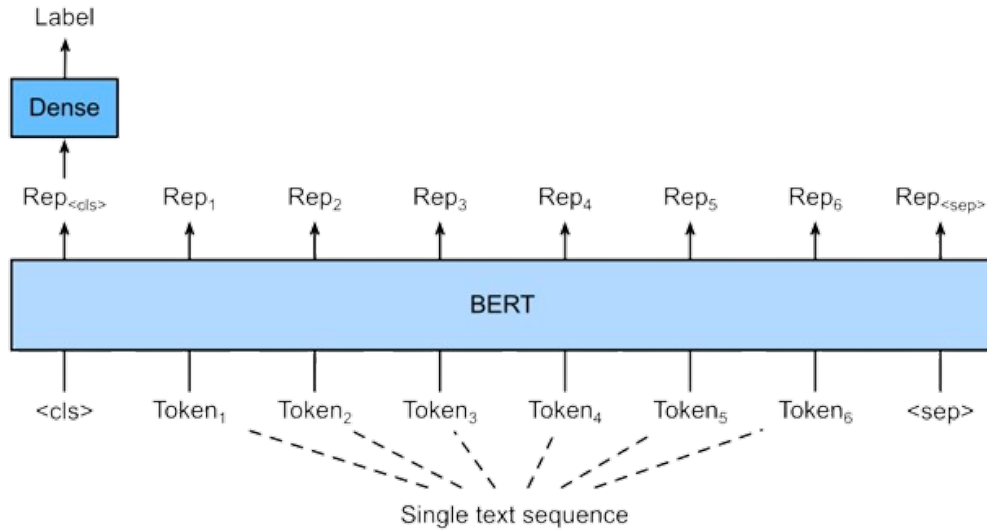 Label
Dense
Rep<cls> Rep1 Rep2 Rep3 Rep4 Rep5 Rep6 Rep<sep>
BERT
<cls> Token1 Token2 Token3 Token4 Token5 Token6 <sep>
Single text sequence